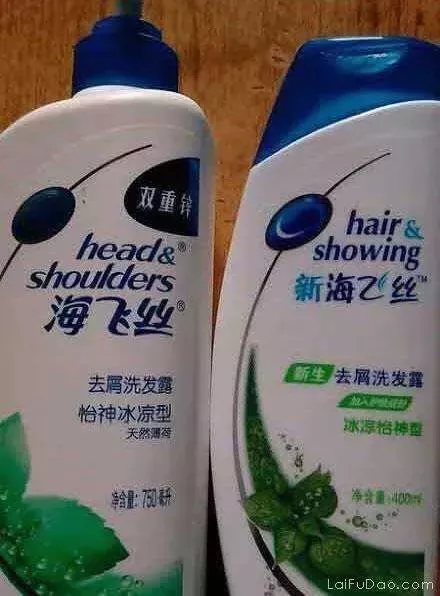 双重锌
head&®
shoulders
海飞丝®
去屑洗发露
怡神冰凉型
天然薄荷
净含量:750毫升
hair&
showing
新海飞丝™
新生 去屑洗发露
冰凉怡神型
净含量:400ml
LaiFuDao.com